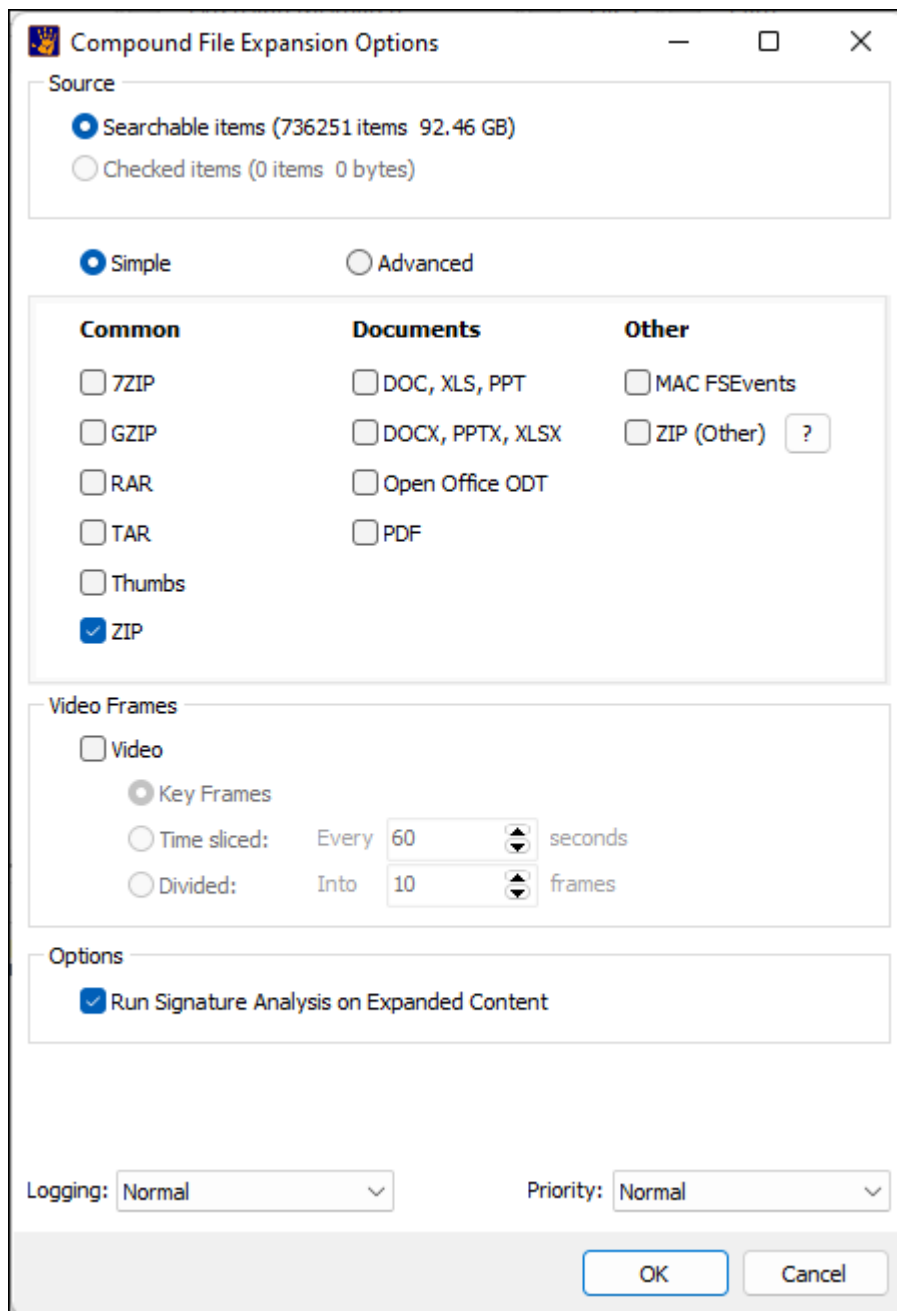 Compound File Expansion Options
Source
Searchable items (736251 items 92.46 GB)
Checked items (0 items 0 bytes)
Simple Advanced
Common Documents Other
7ZIP DOC, XLS, PPT MAC FSEvents
GZIP DOCX, PPTX, XLSX ZIP (Other) ?
RAR Open Office ODT
TAR PDF
Thumbs
ZIP
Video Frames
Video
Key Frames
Time sliced: Every 60 seconds
Divided: Into 10 frames
Options
Run Signature Analysis on Expanded Content
Logging: Normal Priority: Normal
OK Cancel